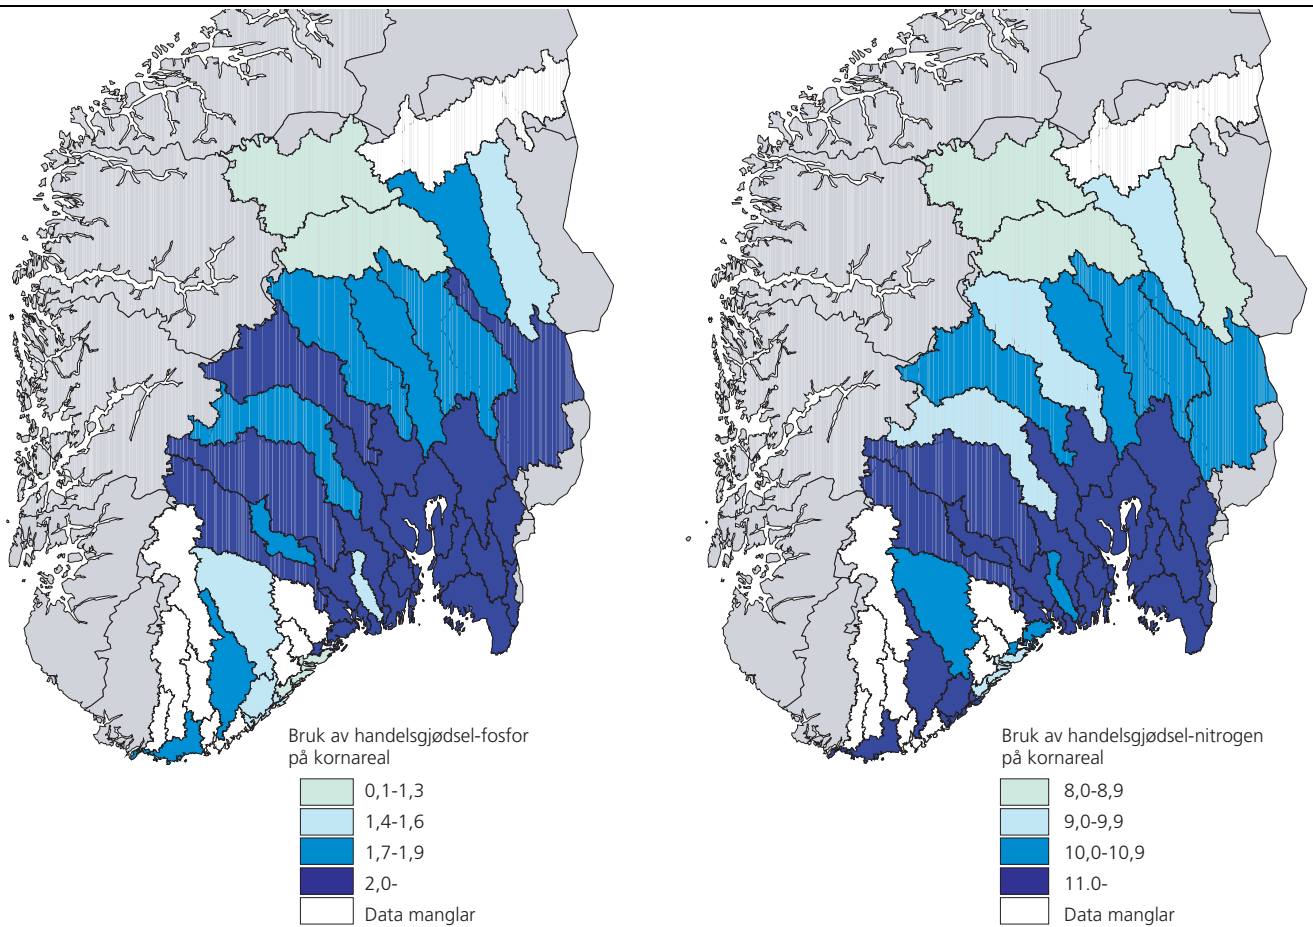 Bruk av handelsgjødsel-fosfor
på kornareal
0,1-1,3
1,4-1,6
1,7-1,9
2,0-
Data manglar
Bruk av handelsgjødsel-nitrogen
på kornareal
8,0-8,9
9,0-9,9
10,0-10,9
11.0-
Data manglar